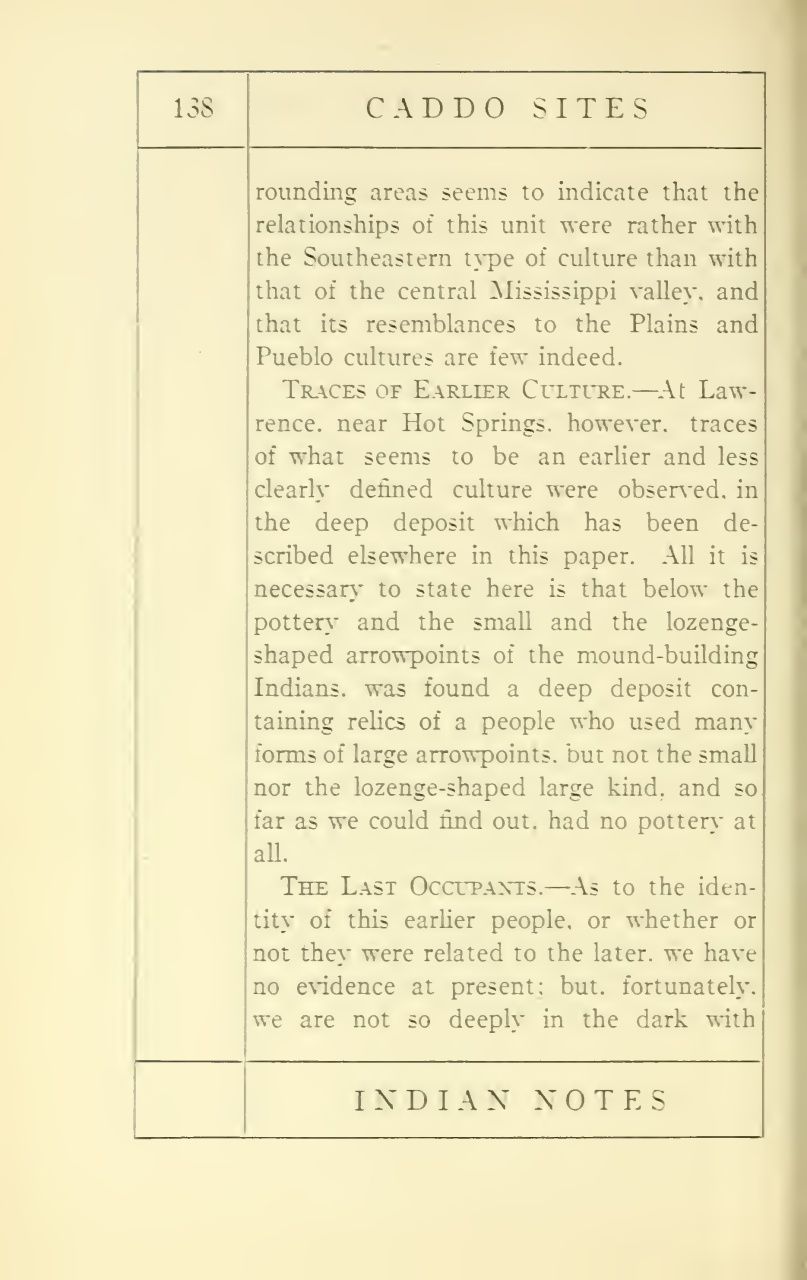 138
CADDO SITES
rounding areas seems to indicate that the
relationships of this unit were rather with
the Southeastern type of culture than with
that of the central Mississippi valley, and
that its resemblances to the Plains and
Pueblo cultures are few indeed.
TRACES OF EARLIER CULTURE.—At Law-
rence, near Hot Springs, however, traces
of what seems to be an earlier and less
clearly defined culture were observed, in
the deep deposit which has been de-
scribed elsewhere in this paper. All it is
necessary to state here is that below the
pottery and the small and the lozenge-
shaped arrowpoints of the mound-building
Indians, was found a deep deposit con-
taining relics of a people who used many
forms of large arrowpoints, but not the small
nor the lozenge-shaped large kind, and so
far as we could find out, had no pottery at
all.
THE LAST OCCUPANTS.—As to the iden-
tity of this earlier people, or whether or
not they were related to the later, we have
no evidence at present; but, fortunately,
we are not so deeply in the dark with
INDIAN NOTES